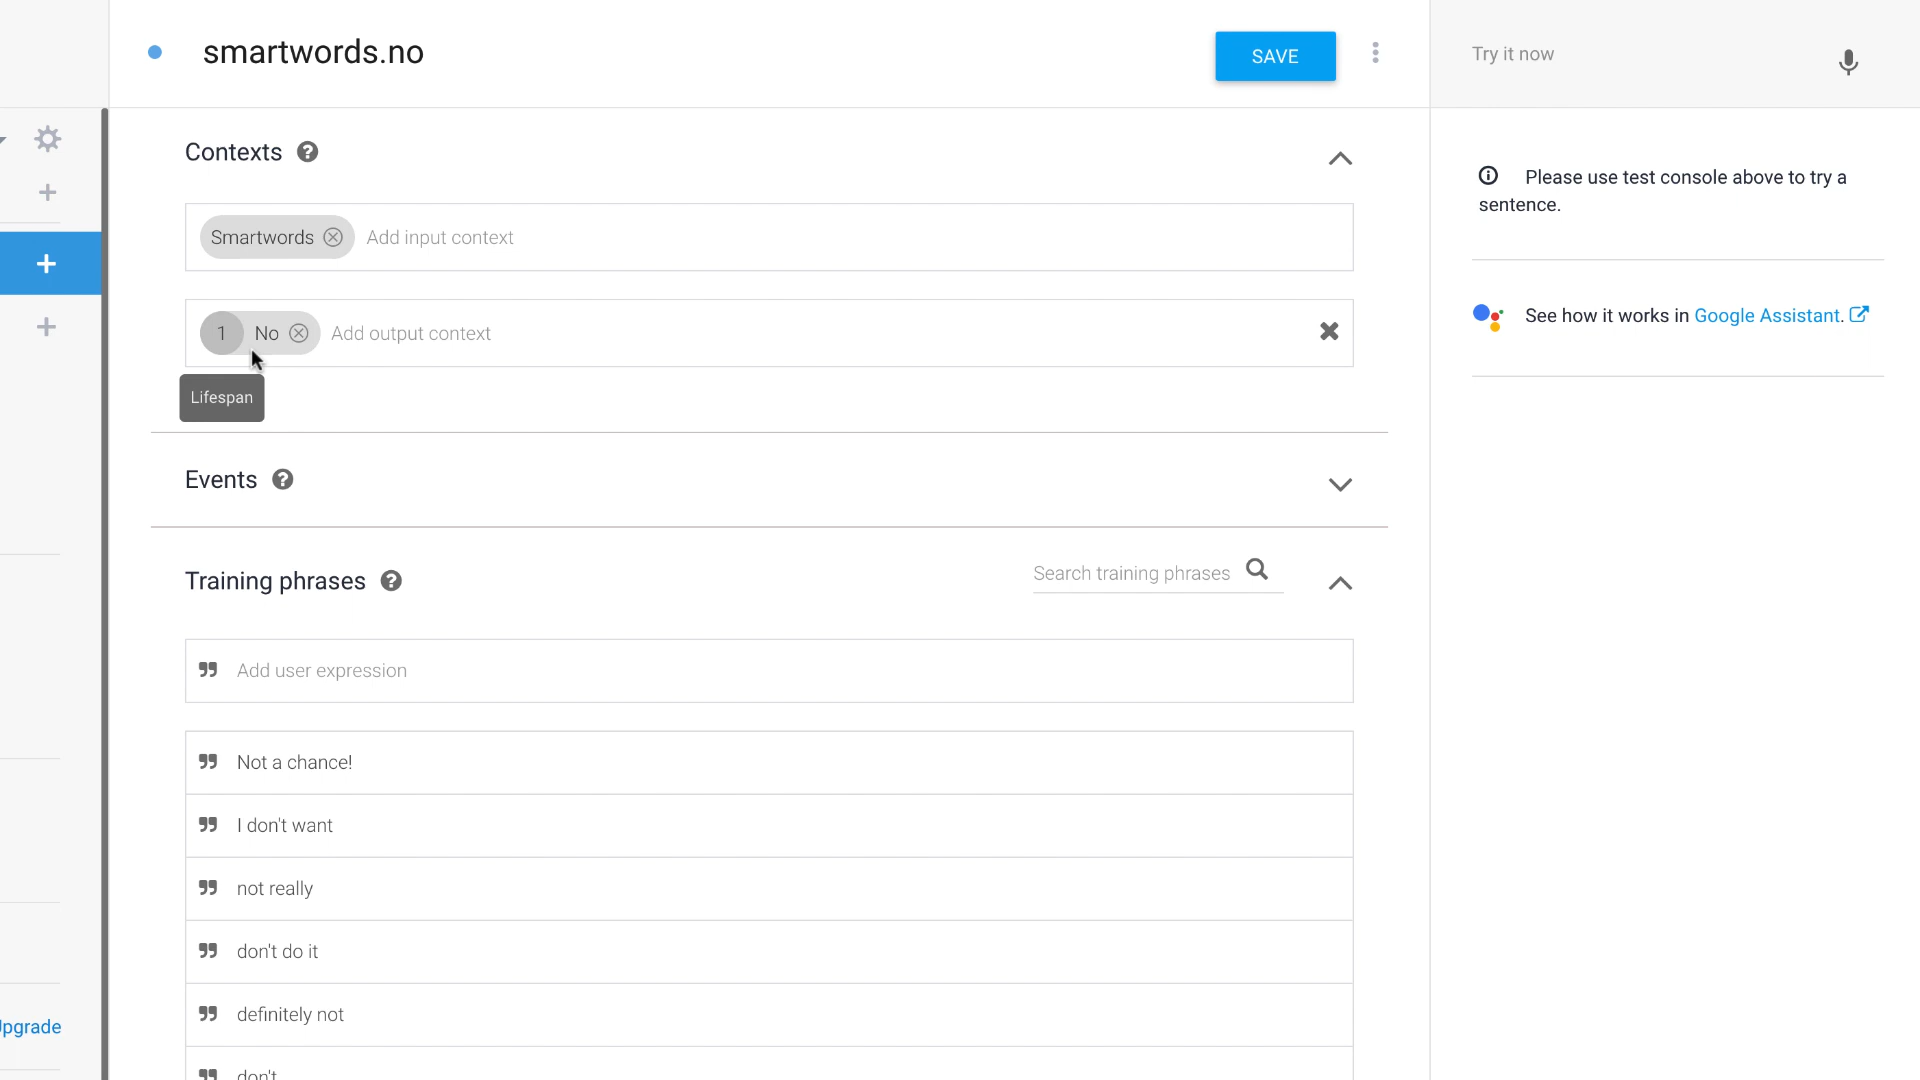 smartwords.no
SAVE
Try it now
Contexts
Please use test console above to try a
sentence.
Smartwords Add input context
See how it works in Google Assistant.
1 No Add output context
Lifespan
Events
Training phrases
Search training phrases
Add user expression
Not a chance!
I don't want
not really
don't do it
definitely not
Upgrade
don't